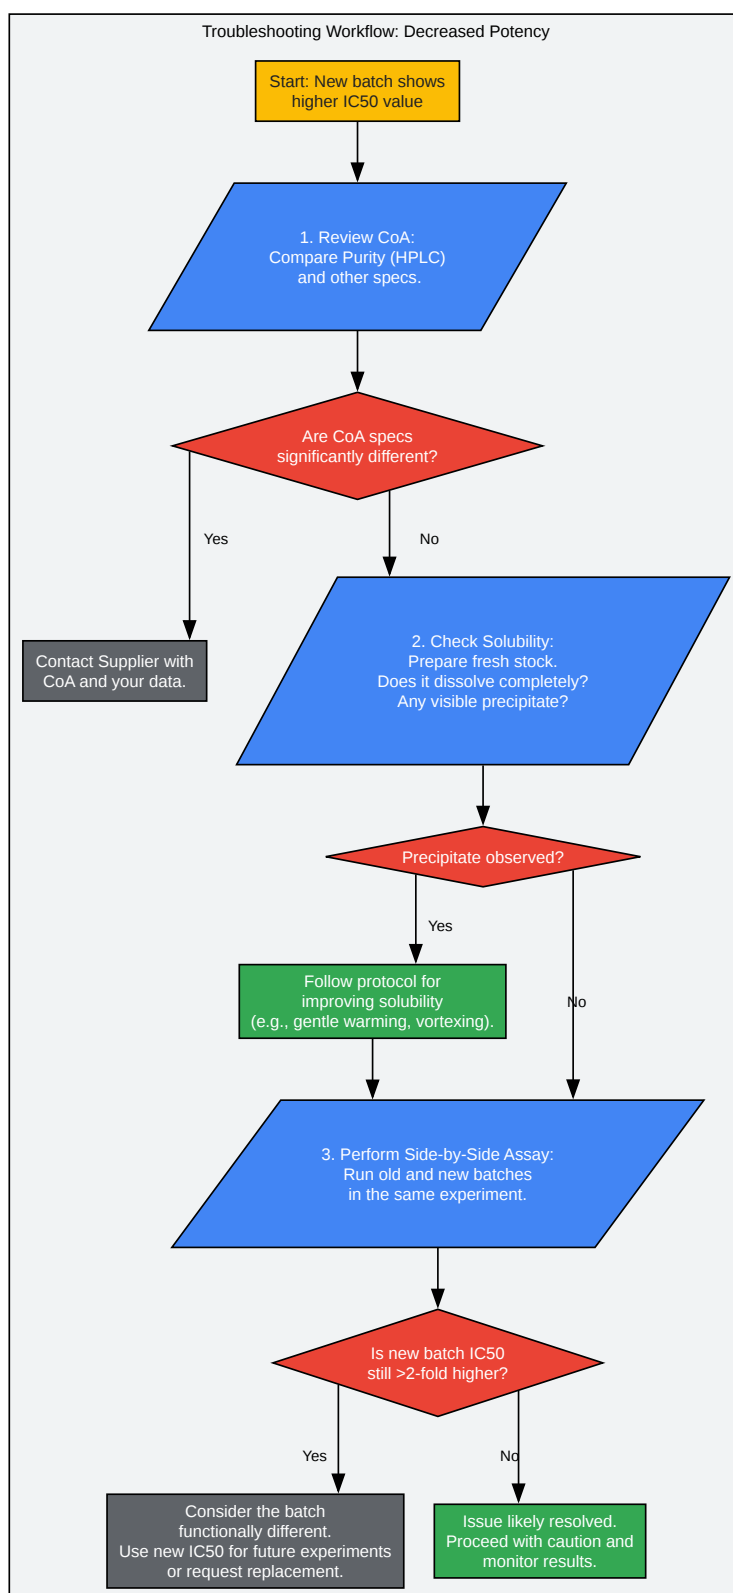 Troubleshooting Workflow: Decreased Potency
Start: New batch shows
higher IC50 value
1. Review CoA:
Compare Purity (HPLC)
and other specs.
Are CoA specs
significantly different?
Yes
No
Contact Supplier with
CoA and your data.
2. Check Solubility:
Prepare fresh stock.
Does it dissolve completely?
Any visible precipitate?
Precipitate observed?
Yes
Follow protocol for
improving solubility
(e.g., gentle warming, vortexing).
No
3. Perform Side-by-Side Assay:
Run old and new batches
in the same experiment.
Is new batch IC50
still >2-fold higher?
Yes
No
Consider the batch
functionally different.
Use new IC50 for future experiments
or request replacement.
Issue likely resolved.
Proceed with caution and
monitor results.